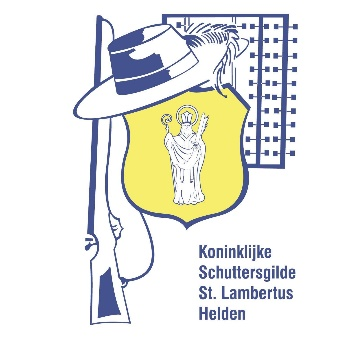 Koninklijke
Schuttersgilde
St. Lambertus
Helden